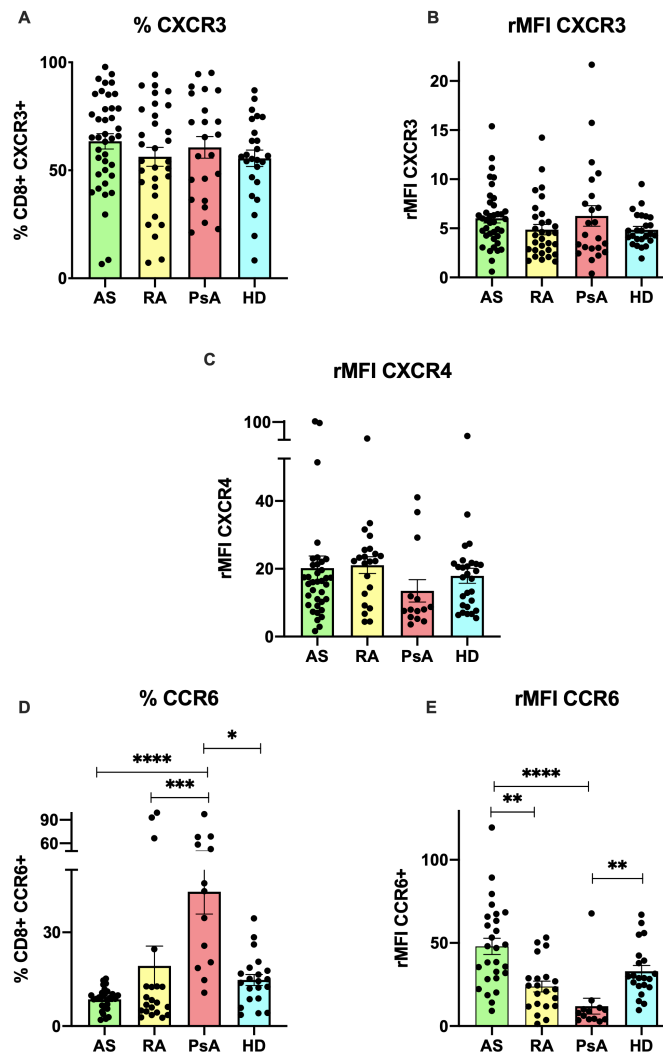 A
% CXCR3
% CD8+ CXCR3+
100
50
0
AS RA PsA HD
B
rMFI CXCR3
rMFI CXCR3
20
15
10
5
0
AS RA PsA HD
C
rMFI CXCR4
rMFI CXCR4
100
40
20
0
AS RA PsA HD
D
% CCR6
% CD8+ CCR6+
*
****
***
90
60
30
0
AS RA PsA HD
E
rMFI CCR6
rMFI CCR6+
****
**
**
100
50
0
AS RA PsA HD